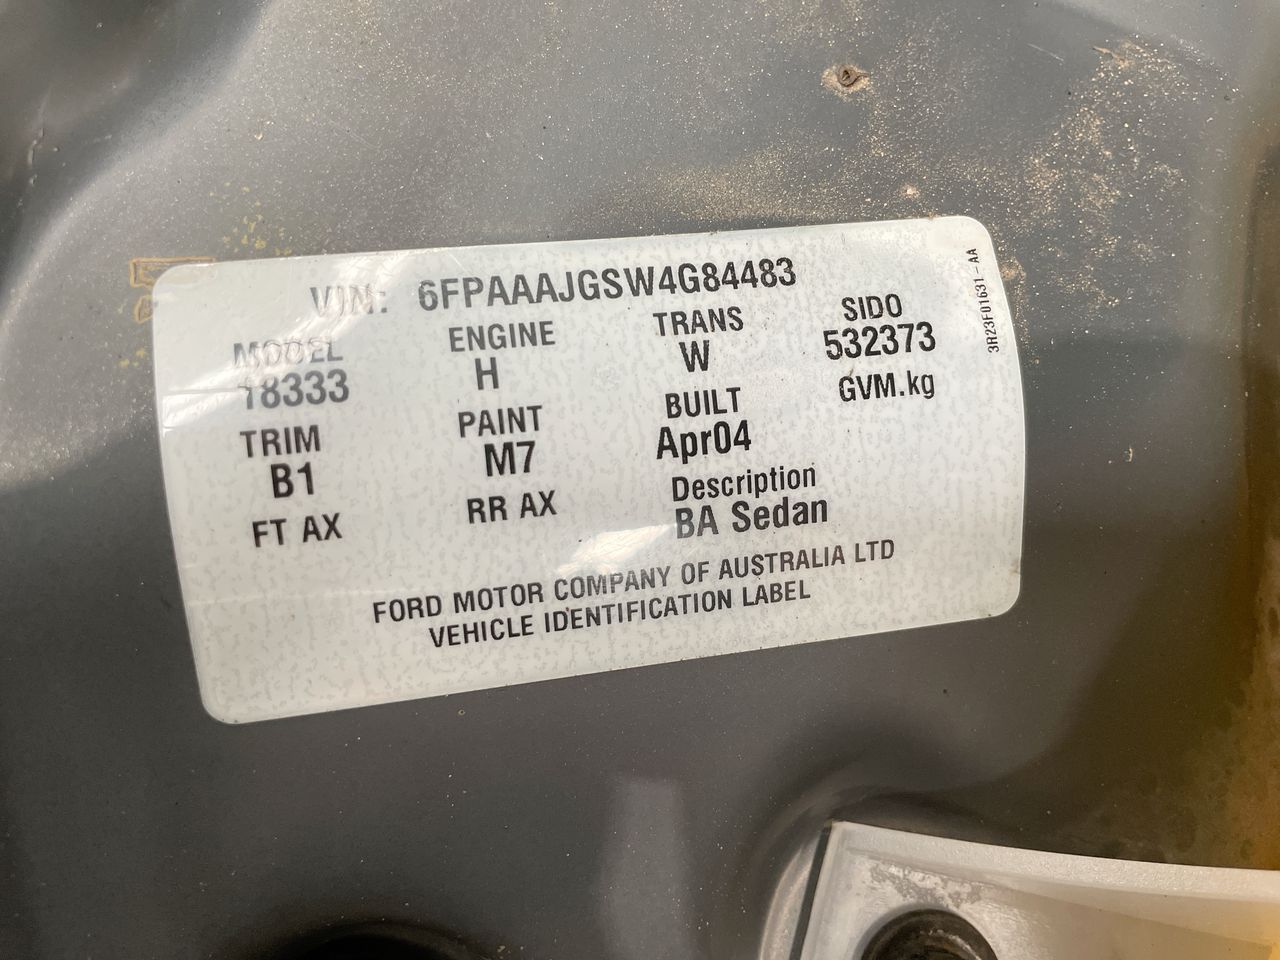 VIN: 6FPAAAJGSW4G84483
MODEL ENGINE TRANS SIDO
18333 H W 532373
TRIM PAINT BUILT GVM.kg
B1 M7 Apr04
FT AX RR AX Description
BA Sedan
FORD MOTOR COMPANY OF AUSTRALIA LTD
VEHICLE IDENTIFICATION LABEL
3R23F01631-AA